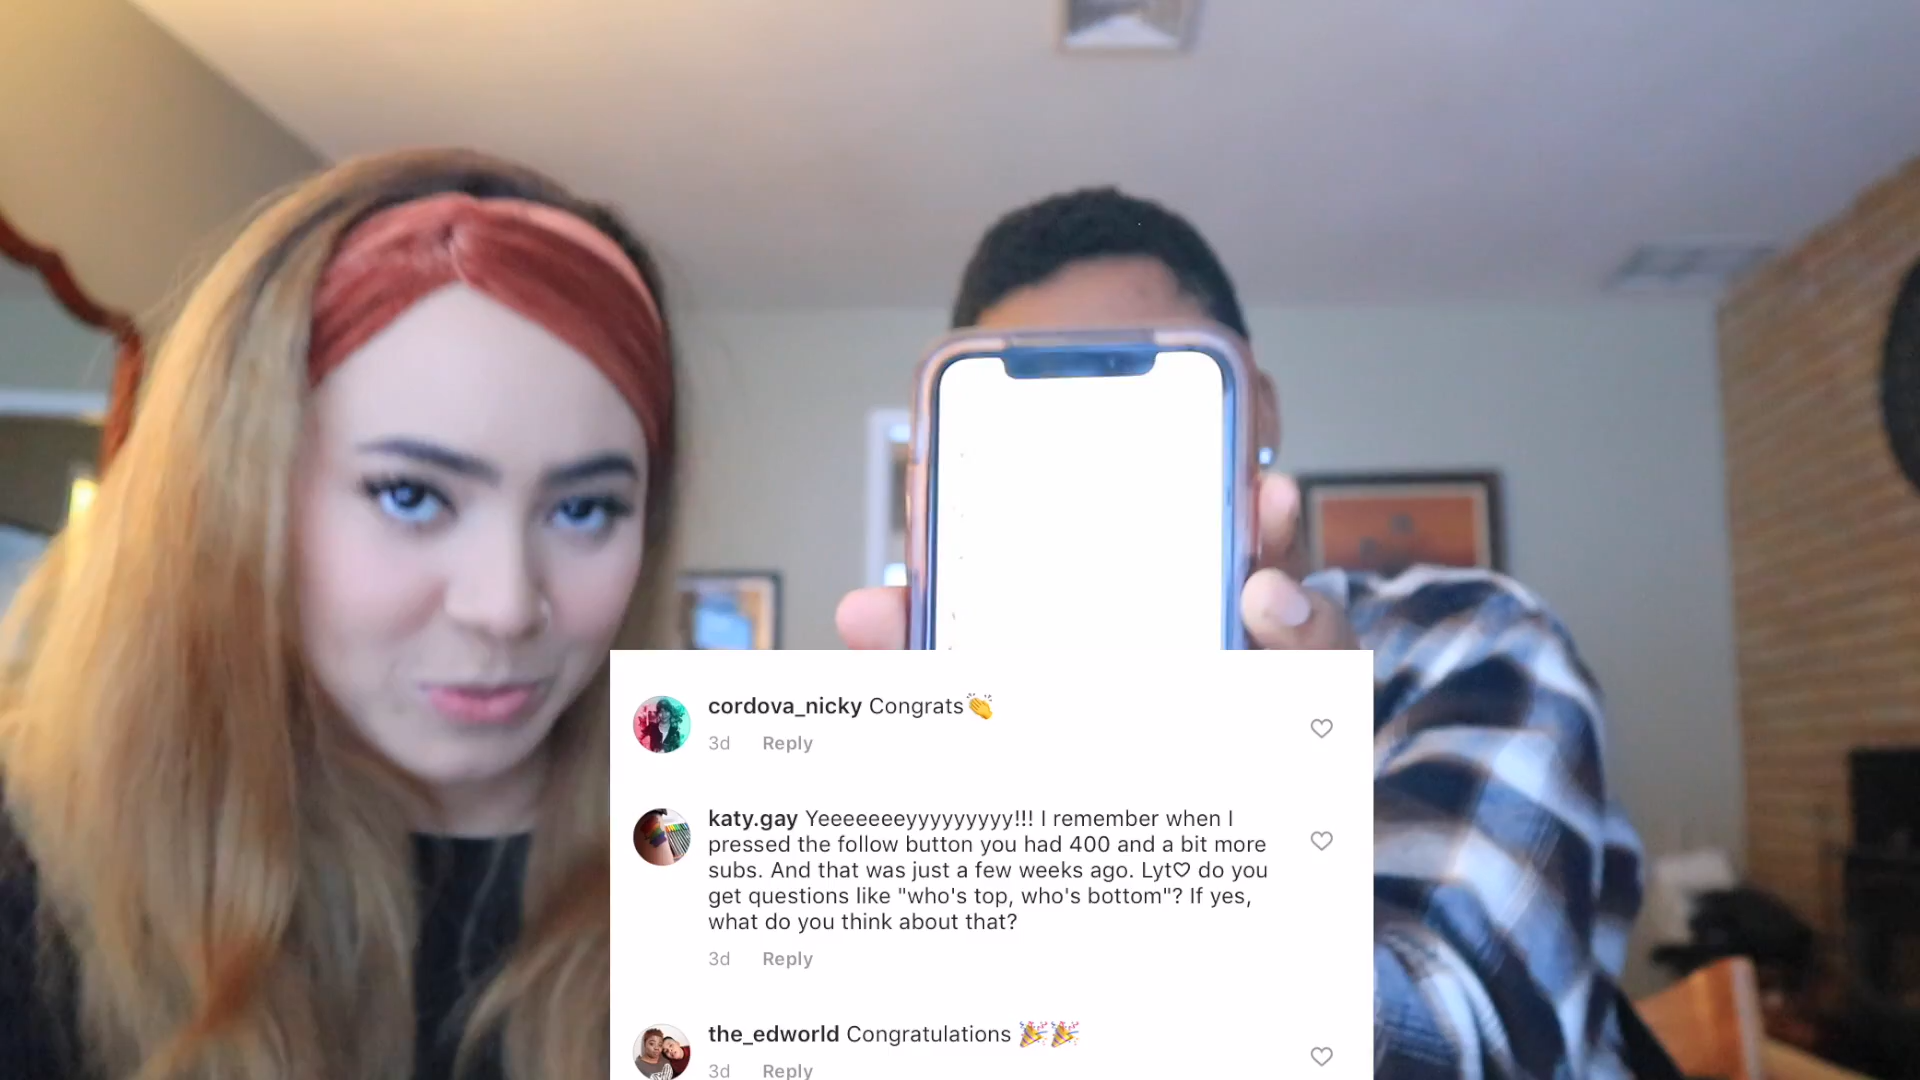 cordova_nicky Congrats👏
3d Reply
katy.gay Yeeeeeeeyyyyyyyyy!!! I remember when I
pressed the follow button you had 400 and a bit more
subs. And that was just a few weeks ago. Lyt♡ do you
get questions like "who's top, who's bottom"? If yes,
what do you think about that?
3d Reply
the_edworld Congratulations 🎉🎉
3d Reply